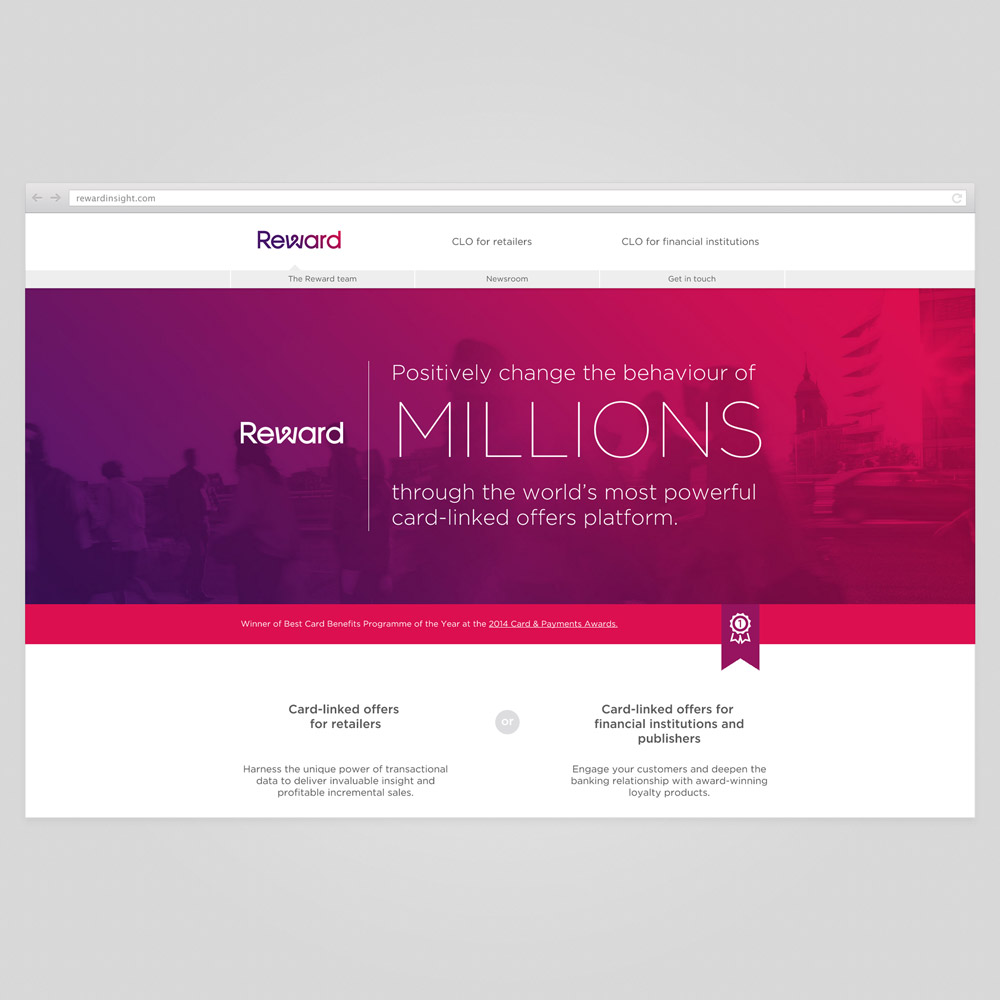 rewardinsight.com
Reward
CLO for retailers
CLO for financial institutions
The Reward team
Newsroom
Get in touch
Reward
Positively change the behaviour of
MILLIONS
through the world's most powerful
card-linked offers platform.
Winner of Best Card Benefits Programme of the Year at the 2014 Card & Payments Awards.
1
Card-linked offers
for retailers
or
Card-linked offers for
financial institutions and
publishers
Harness the unique power of transactional
data to deliver invaluable insight and
profitable incremental sales.
Engage your customers and deepen the
banking relationship with award-winning
loyalty products.